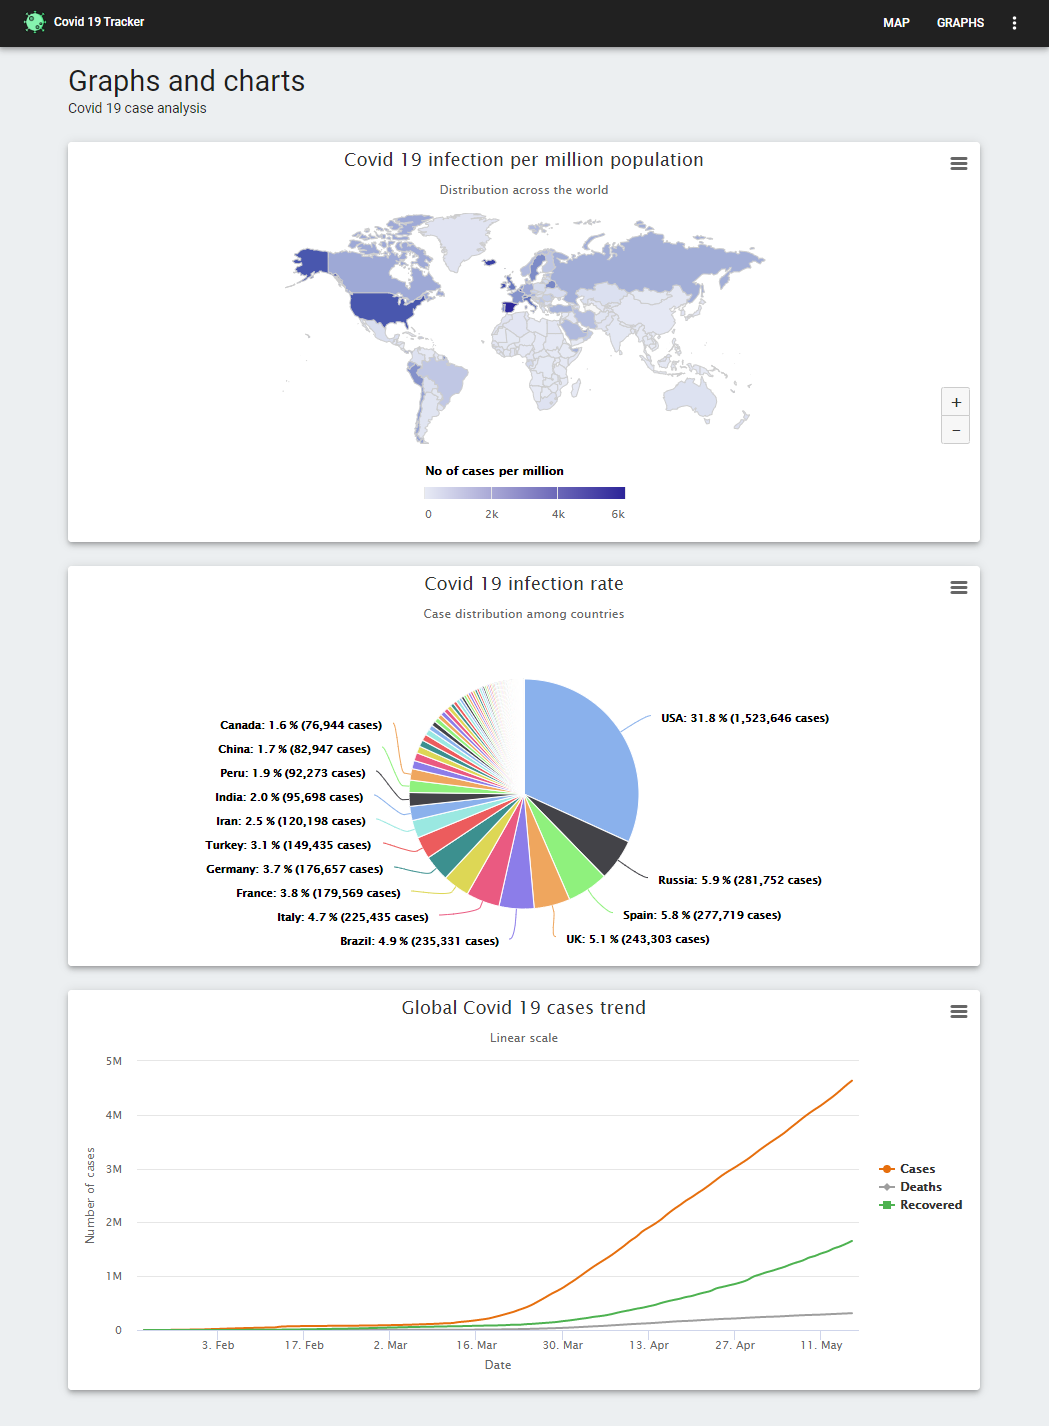 Covid 19 Tracker
MAP GRAPHS
Graphs and charts
Covid 19 case analysis
Covid 19 infection per million population
Distribution across the world
+
−
No of cases per million
0 2k 4k 6k
Covid 19 infection rate
Case distribution among countries
USA: 31.8 % (1,523,646 cases)
Canada: 1.6 % (76,944 cases)
China: 1.7 % (82,947 cases)
Peru: 1.9 % (92,273 cases)
India: 2.0 % (95,698 cases)
Iran: 2.5 % (120,198 cases)
Turkey: 3.1 % (149,435 cases)
Germany: 3.7 % (176,657 cases)
Russia: 5.9 % (281,752 cases)
France: 3.8 % (179,569 cases)
Spain: 5.8 % (277,719 cases)
Italy: 4.7 % (225,435 cases)
UK: 5.1 % (243,303 cases)
Brazil: 4.9 % (235,331 cases)
Global Covid 19 cases trend
Linear scale
Number of cases
5M
4M
3M
2M
1M
0
3. Feb 17. Feb 2. Mar 16. Mar 30. Mar 13. Apr 27. Apr 11. May
Date
Cases
Deaths
Recovered